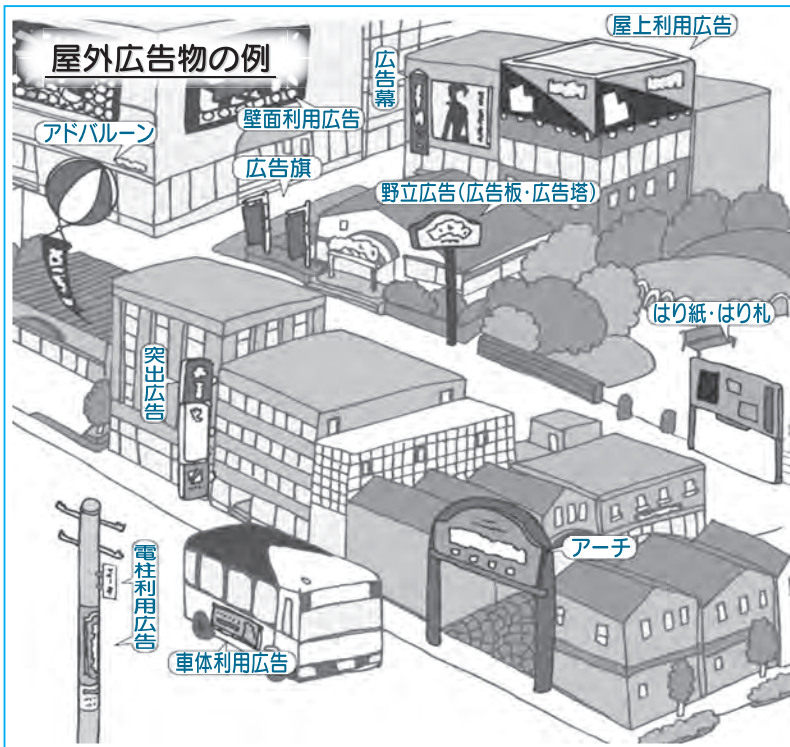 屋外広告物の例
屋上利用広告
広告幕
壁面利用広告
アドバルーン
広告旗
野立広告(広告板・広告塔)
はり紙・はり札
突出広告
アーチ
電柱利用広告
車体利用広告